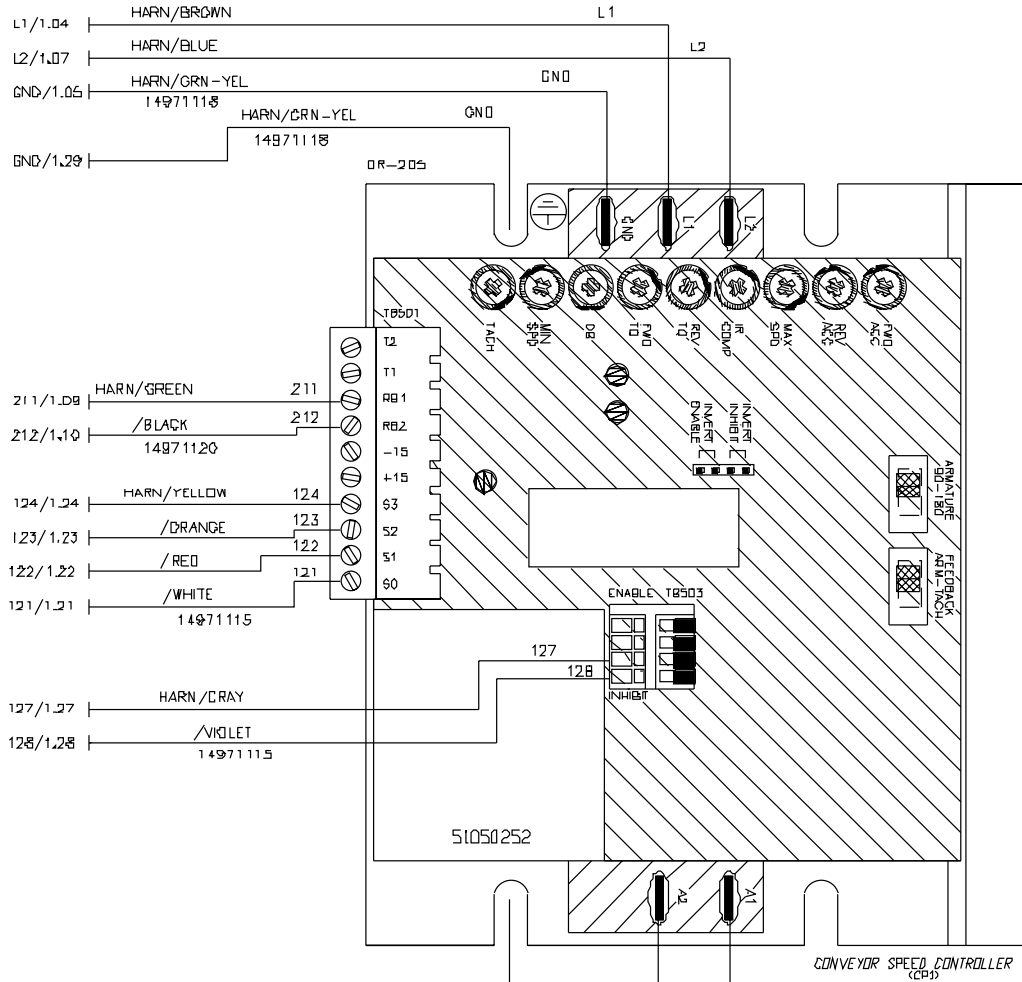 L1/1.04
HARN/BROWN
L1
L2/1.07
HARN/BLUE
L2
GND/1.05
HARN/GRN-YEL
14971118
GND
HARN/GRN-YEL
14971118
GND
GND/1.29
DR-205
GND
L1
L2
TACH
MIN SPD
DB
FWD TQ
REV TQ
IR COMP
MAX SPD
REV ACC
FWD ACC
TB501
T2
T1
211/1.09
HARN/GREEN
211
RB1
212/1.10
/BLACK
212
RB2
14971120
-15
+15
124/1.24
HARN/YELLOW
124
S3
123/1.23
/ORANGE
123
S2
122/1.22
/RED
122
S1
121/1.21
/WHITE
121
S0
14971115
INVERT ENABLE
INVERT INHIBIT
ARMATURE
90-180
FEEDBACK
ARM-TACH
ENABLE TB503
127
128
INHIBIT
127/1.27
HARN/GRAY
128/1.28
/VIOLET
14971115
51050252
A2
A1
CONVEYOR SPEED CONTROLLER
(CP1)